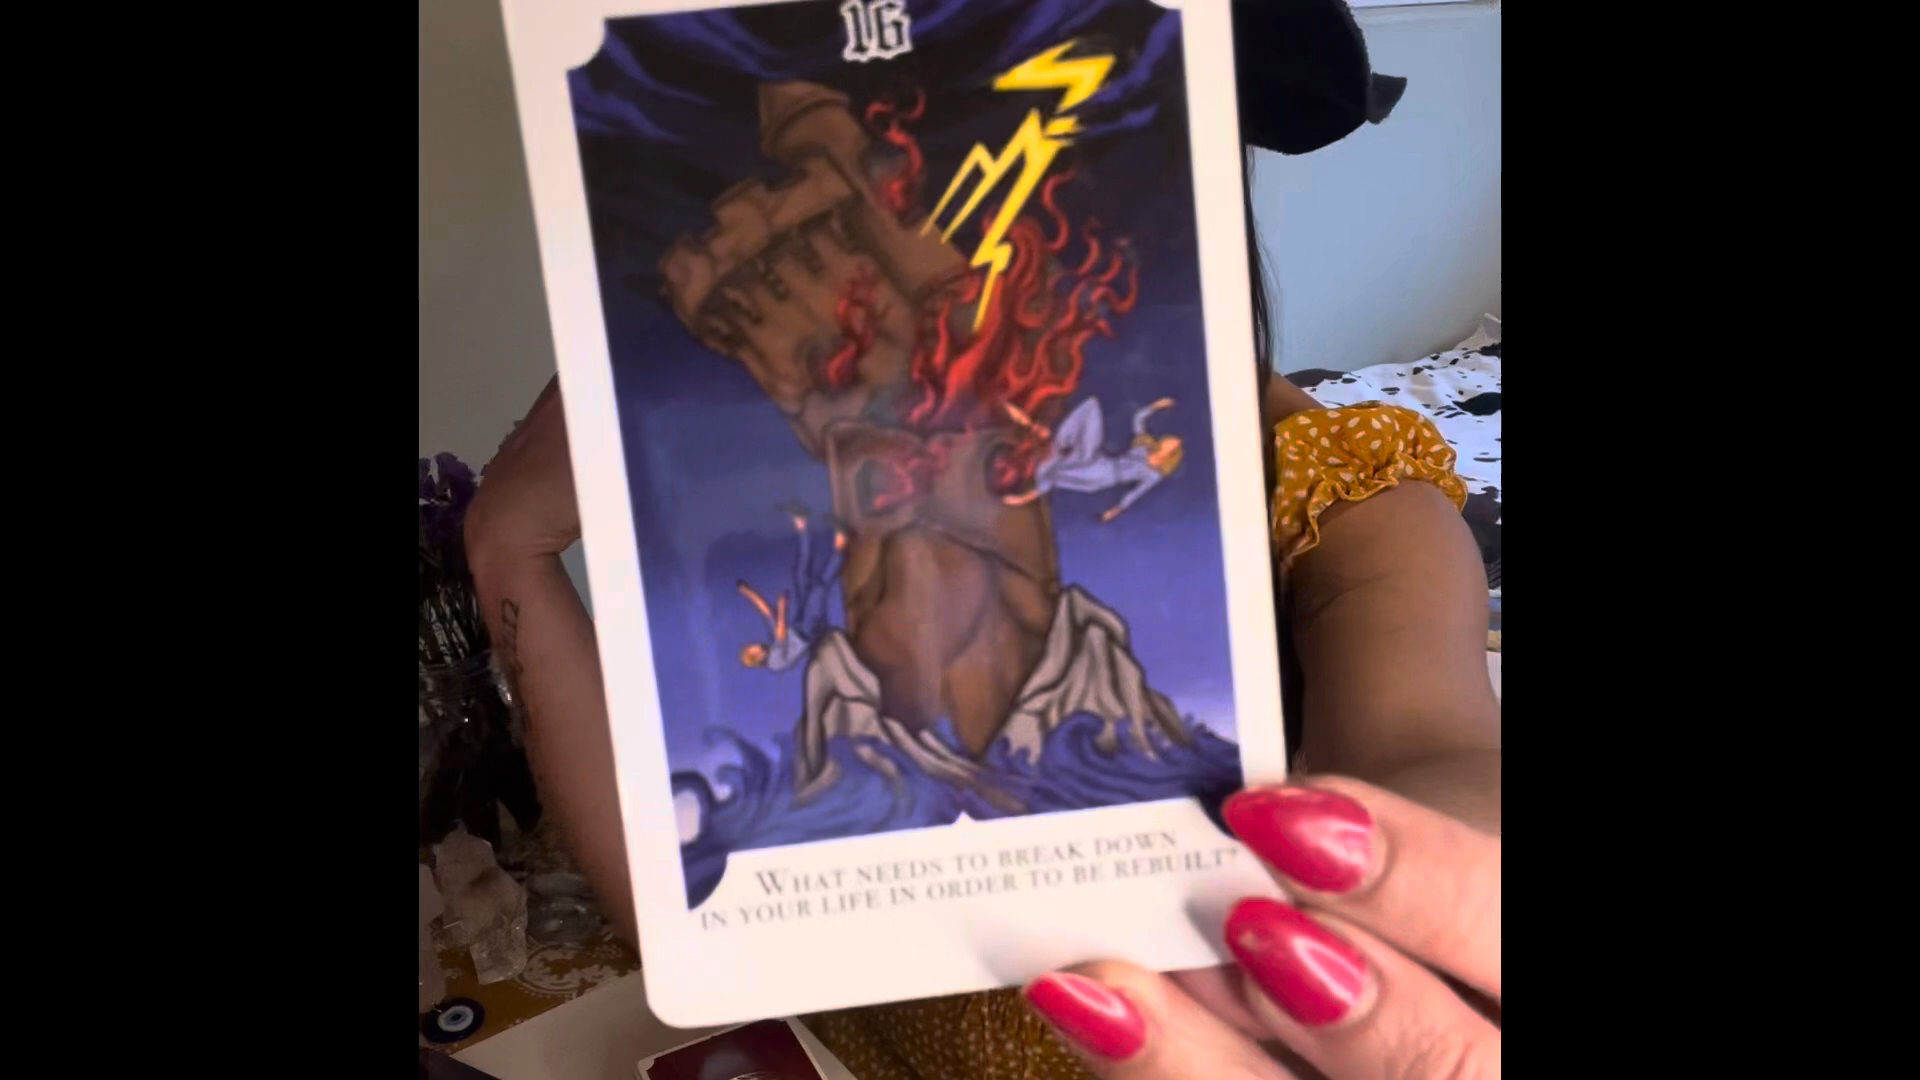 16
WHAT NEEDS TO BREAK DOWN
IN YOUR LIFE IN ORDER TO BE REBUILT?